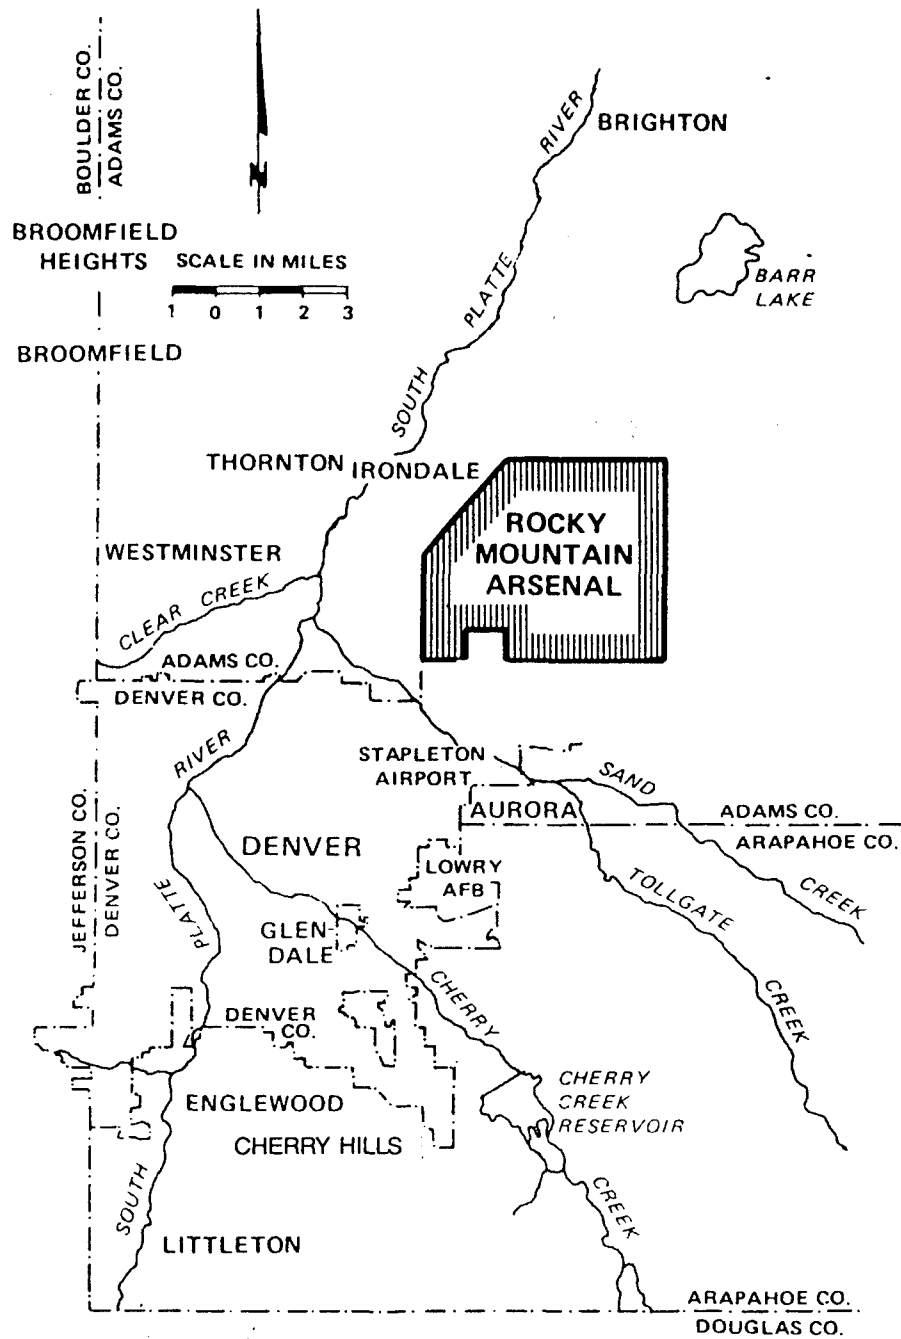 BOULDER CO.
ADAMS CO.
RIVER
BRIGHTON
N
BROOMFIELD
HEIGHTS
SCALE IN MILES
1 0 1 2 3
PLATTE
BARR
LAKE
BROOMFIELD
SOUTH
THORNTON
IRONDALE
ROCKY
MOUNTAIN
ARSENAL
WESTMINSTER
CLEAR CREEK
ADAMS CO.
DENVER CO.
RIVER
STAPLETON
AIRPORT
SAND
AURORA
ADAMS CO.
ARAPAHOE CO.
JEFFERSON CO.
DENVER CO.
DENVER
LOWRY
AFB
TOLLGATE
CREEK
PLATTE
GLEN-
DALE
CHERRY
CREEK
DENVER
CO.
ENGLEWOOD
CHERRY
CREEK
RESERVOIR
CHERRY HILLS
CREEK
SOUTH
LITTLETON
ARAPAHOE CO.
DOUGLAS CO.